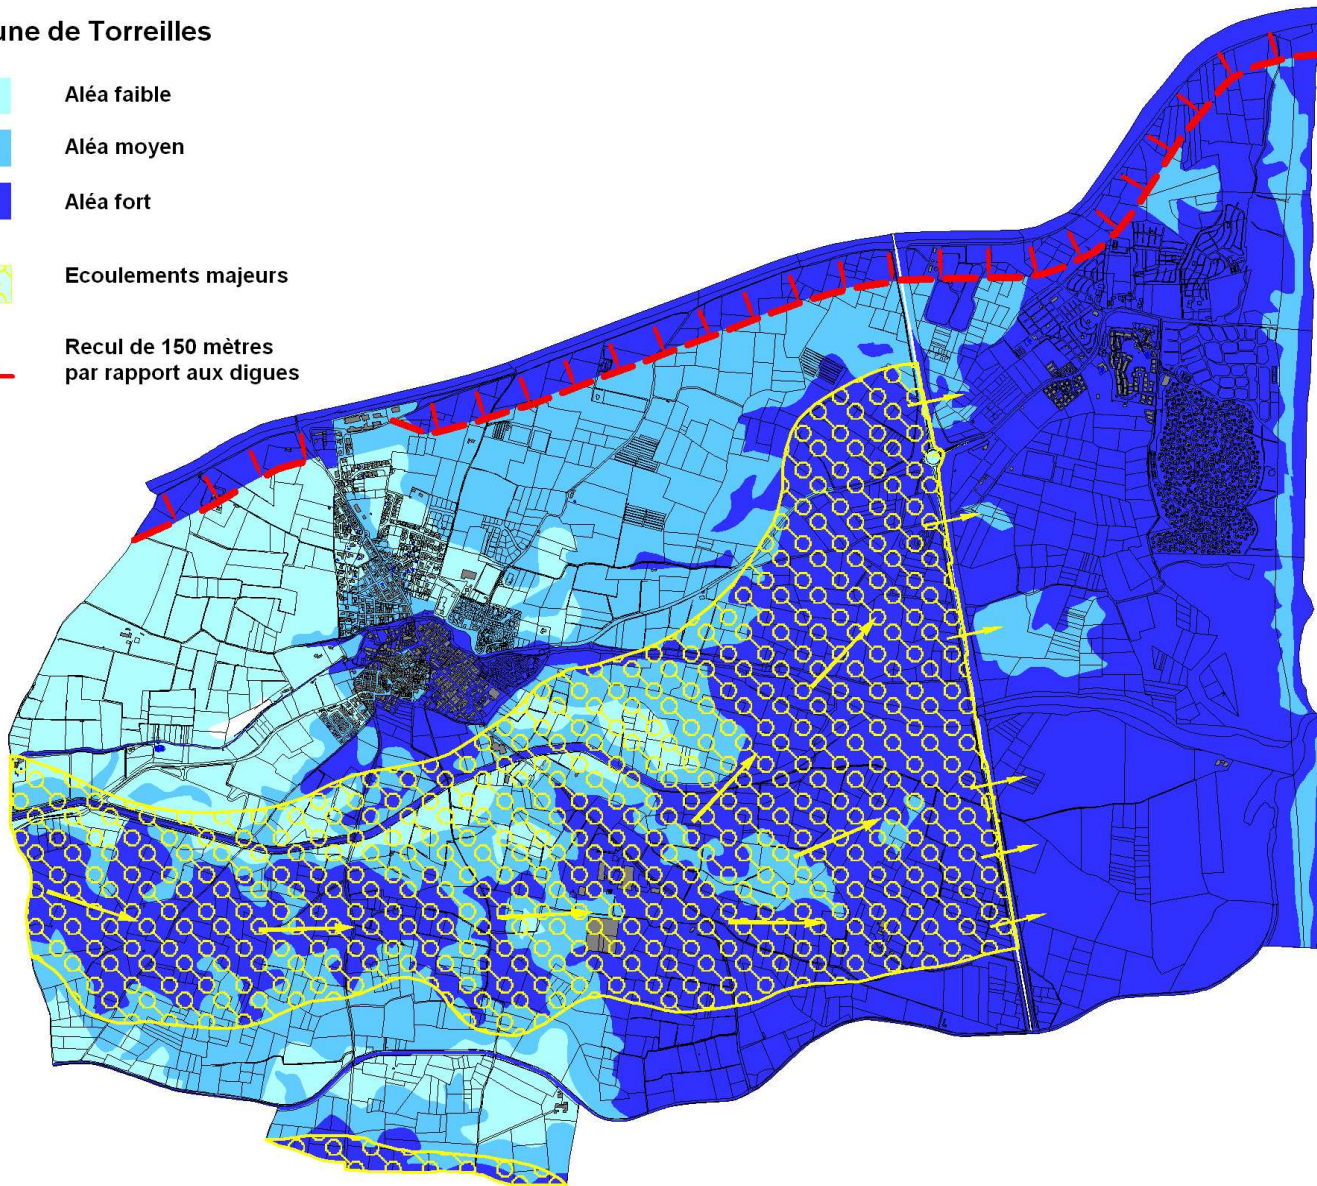 une de Torreilles
Aléa faible
Aléa moyen
Aléa fort
Ecoulements majeurs
Recul de 150 mètres
par rapport aux digues